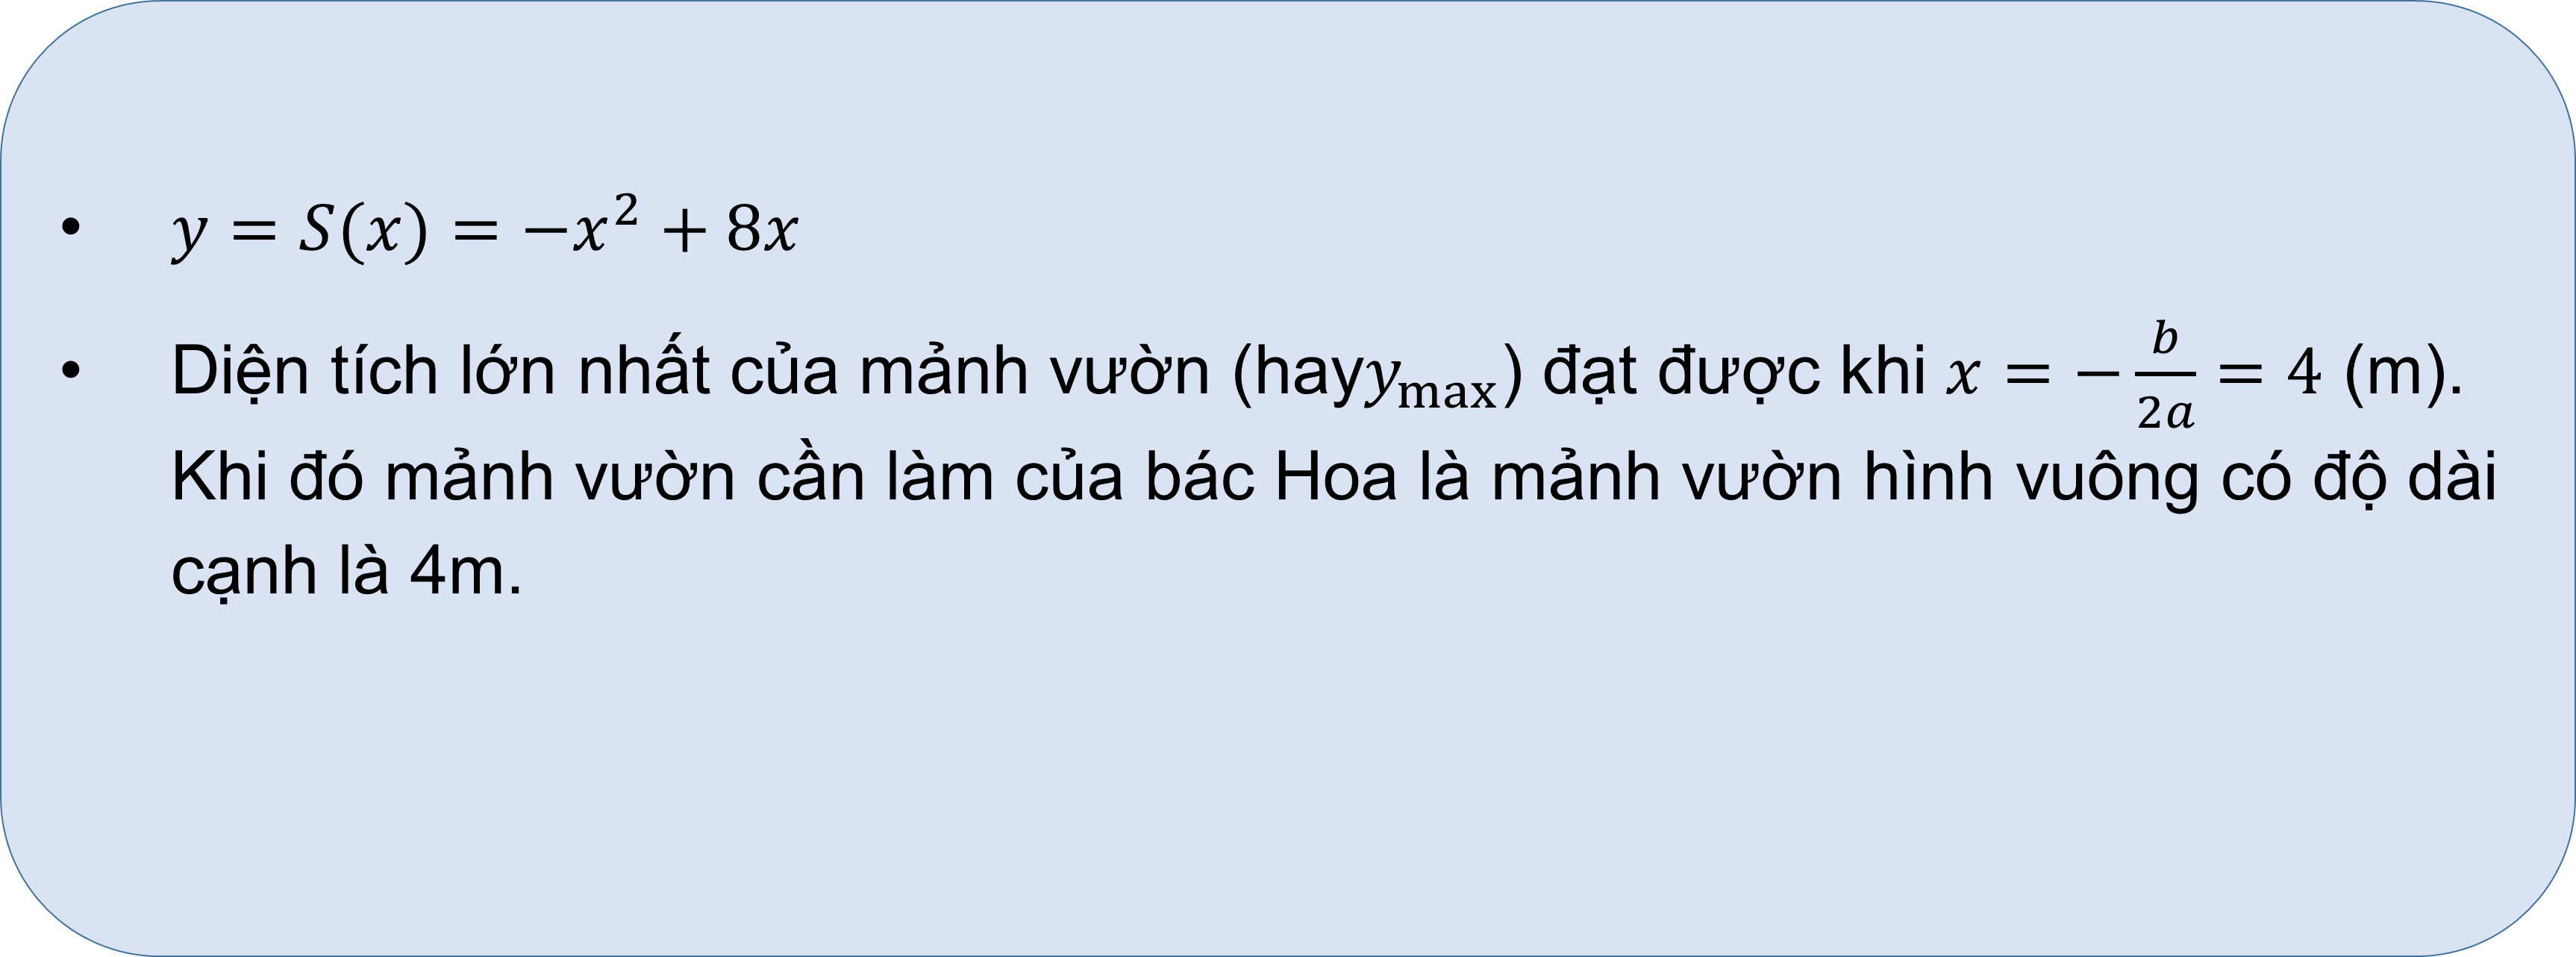 • y = S(x) = −x² + 8x
• Diện tích lớn nhất của mảnh vườn (hayy_max) đạt được khi x = −b/2a = 4 (m).
Khi đó mảnh vườn cần làm của bác Hoa là mảnh vườn hình vuông có độ dài
cạnh là 4m.